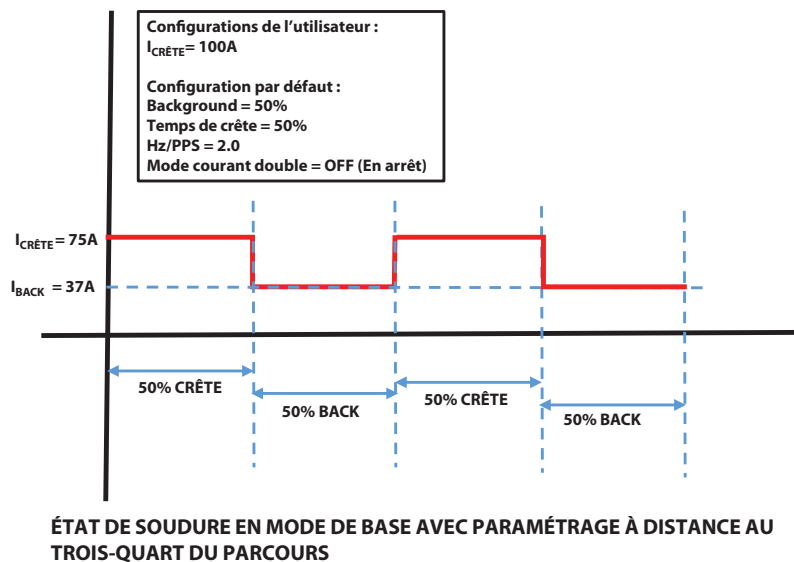 Configurations de l’utilisateur :
ICRÊTE= 100A
Configuration par défaut :
Background = 50%
Temps de crête = 50%
Hz/PPS = 2.0
Mode courant double = OFF (En arrêt)
ICRÊTE = 75A
IBACK = 37A
50% CRÊTE
50% BACK
50% CRÊTE
50% BACK
ÉTAT DE SOUDURE EN MODE DE BASE AVEC PARAMÉTRAGE À DISTANCE AU
TROIS-QUART DU PARCOURS